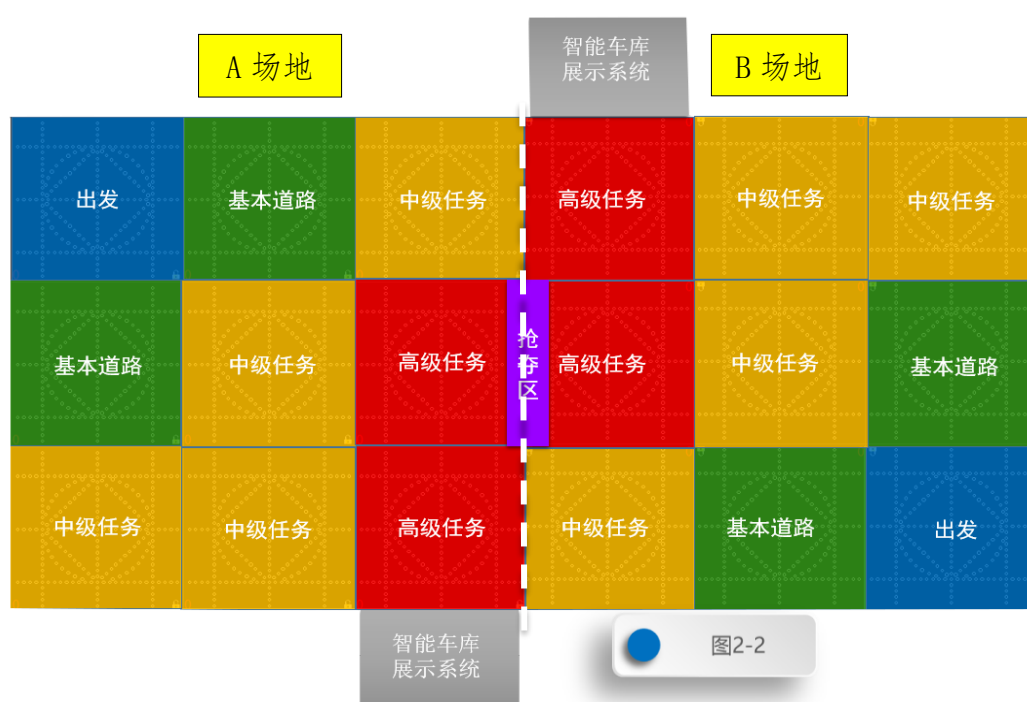 智能车库
展示系统
A 场地
B 场地
出发
基本道路
中级任务
高级任务
中级任务
中级任务
基本道路
中级任务
高级任务
抢
夺
区
高级任务
中级任务
基本道路
中级任务
中级任务
高级任务
中级任务
基本道路
出发
智能车库
展示系统
图2-2